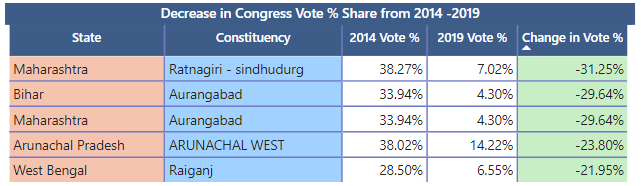 Decrease in Congress Vote % Share from 2014 -2019
State Constituency 2014 Vote % 2019 Vote % Change in Vote %
Maharashtra Ratnagiri - sindhudurg 38.27% 7.02% -31.25%
Bihar Aurangabad 33.94% 4.30% -29.64%
Maharashtra Aurangabad 33.94% 4.30% -29.64%
Arunachal Pradesh ARUNACHAL WEST 38.02% 14.22% -23.80%
West Bengal Raiganj 28.50% 6.55% -21.95%